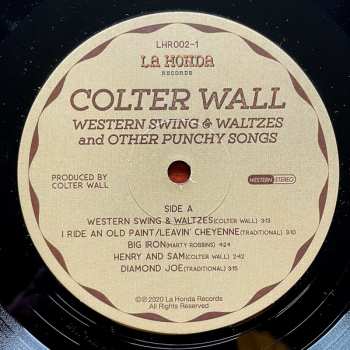 LHR002-1
LA HONDA
RECORDS
COLTER WALL
WESTERN SWING & WALTZES
and OTHER PUNCHY SONGS
PRODUCED BY
COLTER WALL
WESTERN STEREO
SIDE A
WESTERN SWING & WALTZES(COLTER WALL) 3:13
I RIDE AN OLD PAINT/LEAVIN' CHEYENNE(TRADITIONAL) 3:10
BIG IRON(MARTY ROBBINS) 4:24
HENRY AND SAM(COLTER WALL) 2:42
DIAMOND JOE(TRADITIONAL) 3:15
©℗ 2020 La Honda Records
All Rights Reserved